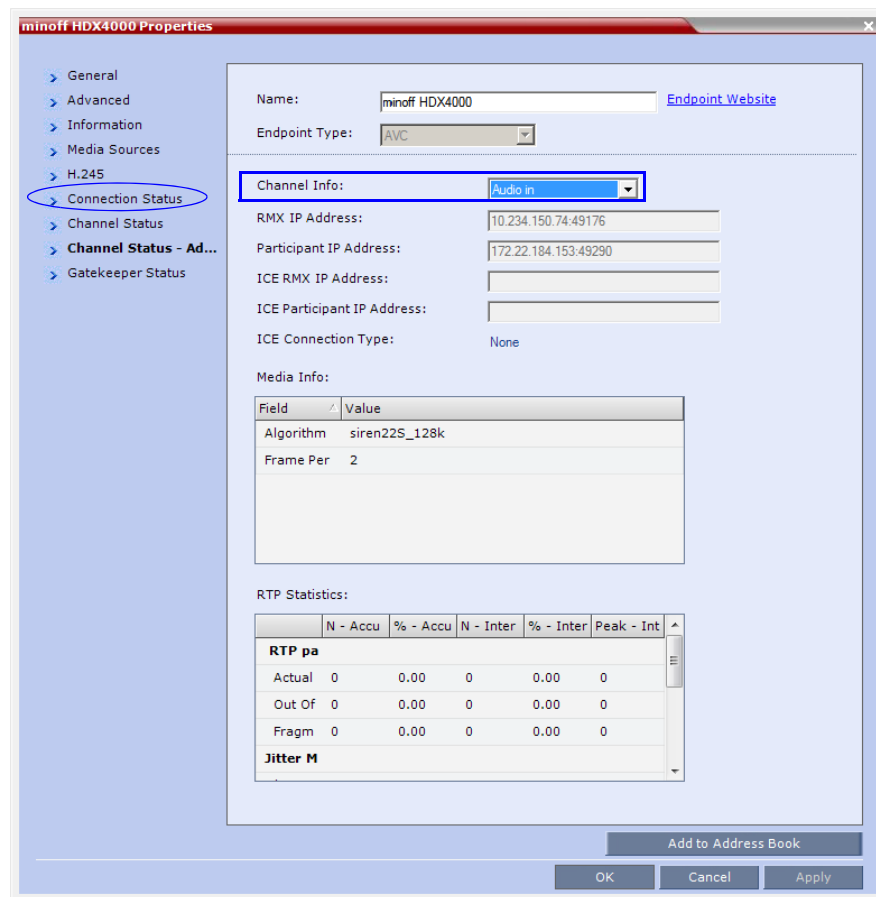 minoff HDX4000 Properties
General
Advanced
Information
Media Sources
H.245
Connection Status
Channel Status
Channel Status - Ad...
Gatekeeper Status
Name: minoff HDX4000 Endpoint Website
Endpoint Type: AVC
Channel Info: Audio in
RMX IP Address: 10.234.150.74:49176
Participant IP Address: 172.22.184.153:49290
ICE RMX IP Address:
ICE Participant IP Address:
ICE Connection Type: None
Media Info:
Field Value
Algorithm siren22S_128k
Frame Per 2
RTP Statistics:
N - Accu % - Accu N - Inter % - Inter Peak - Int
RTP pa
Actual 0 0.00 0 0.00 0
Out Of 0 0.00 0 0.00 0
Fragm 0 0.00 0 0.00 0
Jitter M
Add to Address Book
OK Cancel Apply